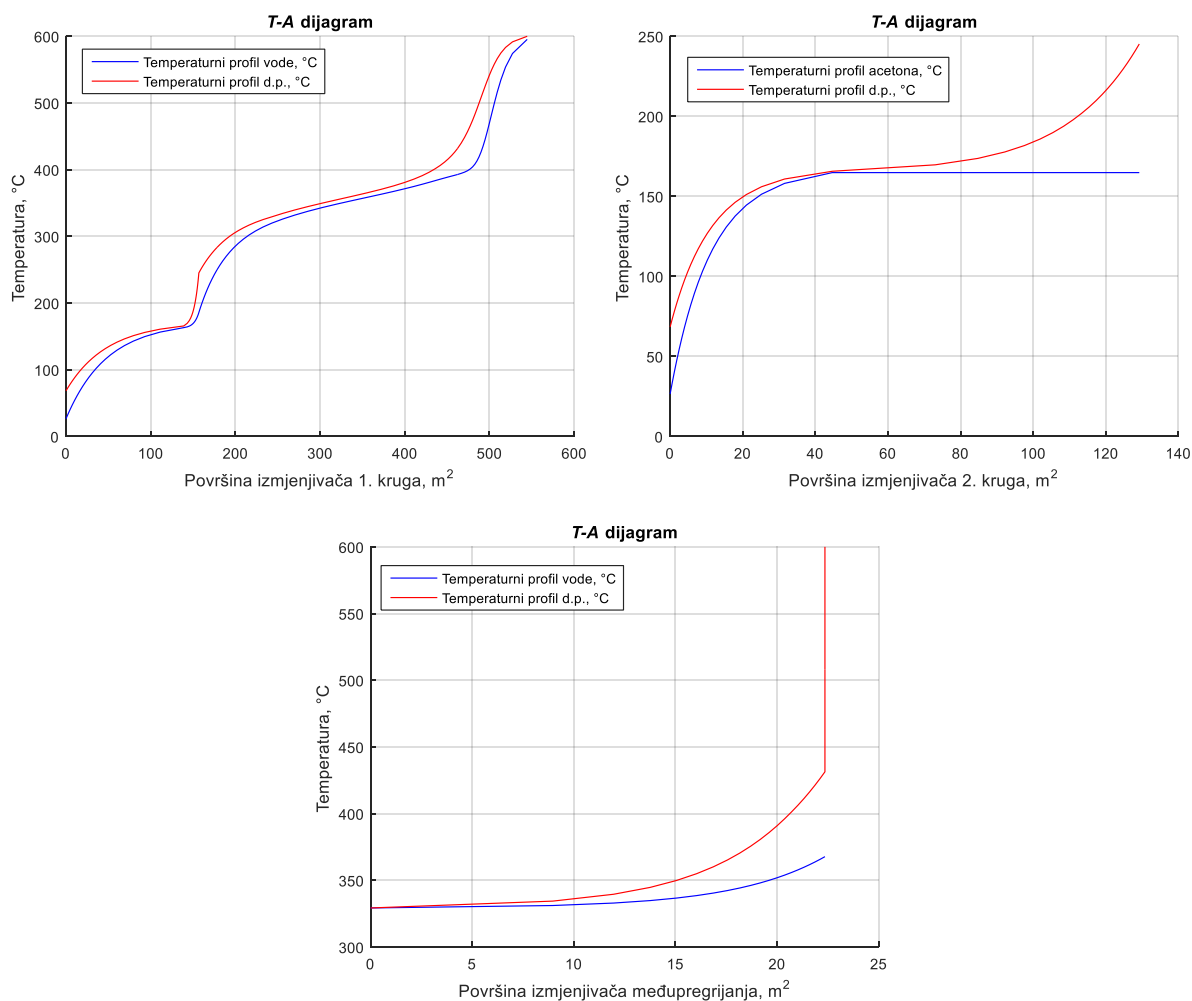 T-A dijagram
600
500
400
300
200
100
0
Temperatura, °C
Temperaturni profil vode, °C
Temperaturni profil d.p., °C
0 100 200 300 400 500 600
Površina izmjenjivača 1. kruga, m²
T-A dijagram
250
200
150
100
50
0
Temperatura, °C
Temperaturni profil acetona, °C
Temperaturni profil d.p., °C
0 20 40 60 80 100 120 140
Površina izmjenjivača 2. kruga, m²
T-A dijagram
600
550
500
450
400
350
300
Temperatura, °C
Temperaturni profil vode, °C
Temperaturni profil d.p., °C
0 5 10 15 20 25
Površina izmjenjivača međupregrijanja, m²